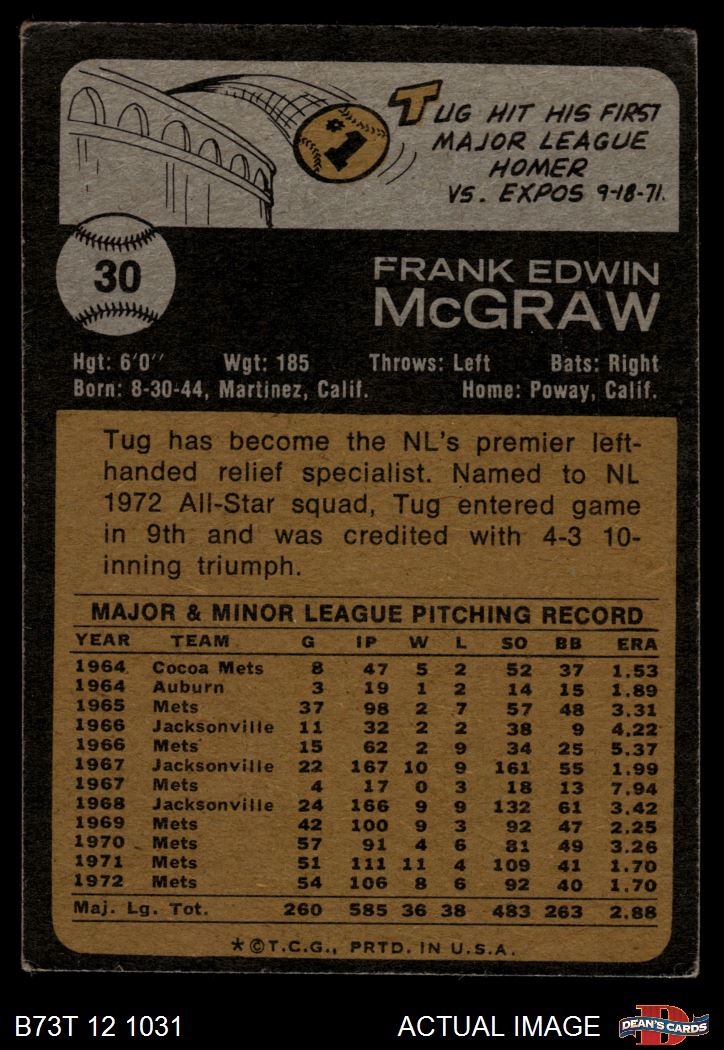 #1
TUG HIT HIS FIRST
MAJOR LEAGUE
HOMER
VS. EXPOS 9-18-71.
30
FRANK EDWIN
McGRAW
Hgt: 6'0" Wgt: 185 Throws: Left Bats: Right
Born: 8-30-44, Martinez, Calif. Home: Poway, Calif.
Tug has become the NL's premier left-
handed relief specialist. Named to NL
1972 All-Star squad, Tug entered game
in 9th and was credited with 4-3 10-
inning triumph.
MAJOR & MINOR LEAGUE PITCHING RECORD
YEAR TEAM G IP W L SO BB ERA
1964 Cocoa Mets 8 47 5 2 52 37 1.53
1964 Auburn 3 19 1 2 14 15 1.89
1965 Mets 37 98 2 7 57 48 3.31
1966 Jacksonville 11 32 2 2 38 9 4.22
1966 Mets 15 62 2 9 34 25 5.37
1967 Jacksonville 22 167 10 9 161 55 1.99
1967 Mets 4 17 0 3 18 13 7.94
1968 Jacksonville 24 166 9 9 132 61 3.42
1969 Mets 42 100 9 3 92 47 2.25
1970 Mets 57 91 4 6 81 49 3.26
1971 Mets 51 111 11 4 109 41 1.70
1972 Mets 54 106 8 6 92 40 1.70
Maj. Lg. Tot. 260 585 36 38 483 263 2.88
*©T.C.G., PRTD. IN U.S.A.
B73T 12 1031 ACTUAL IMAGE
D
DEAN'S CARDS